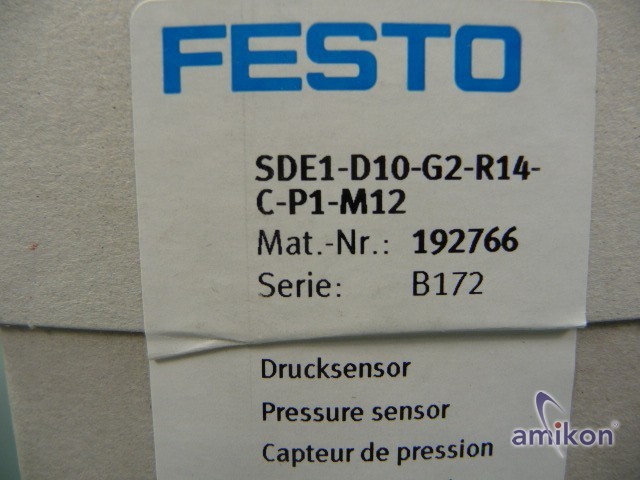 FESTO
SDE1-D10-G2-R14-
C-P1-M12
Mat.-Nr.: 192766
Serie: B172
Drucksensor
Pressure sensor
Capteur de pression
amikon